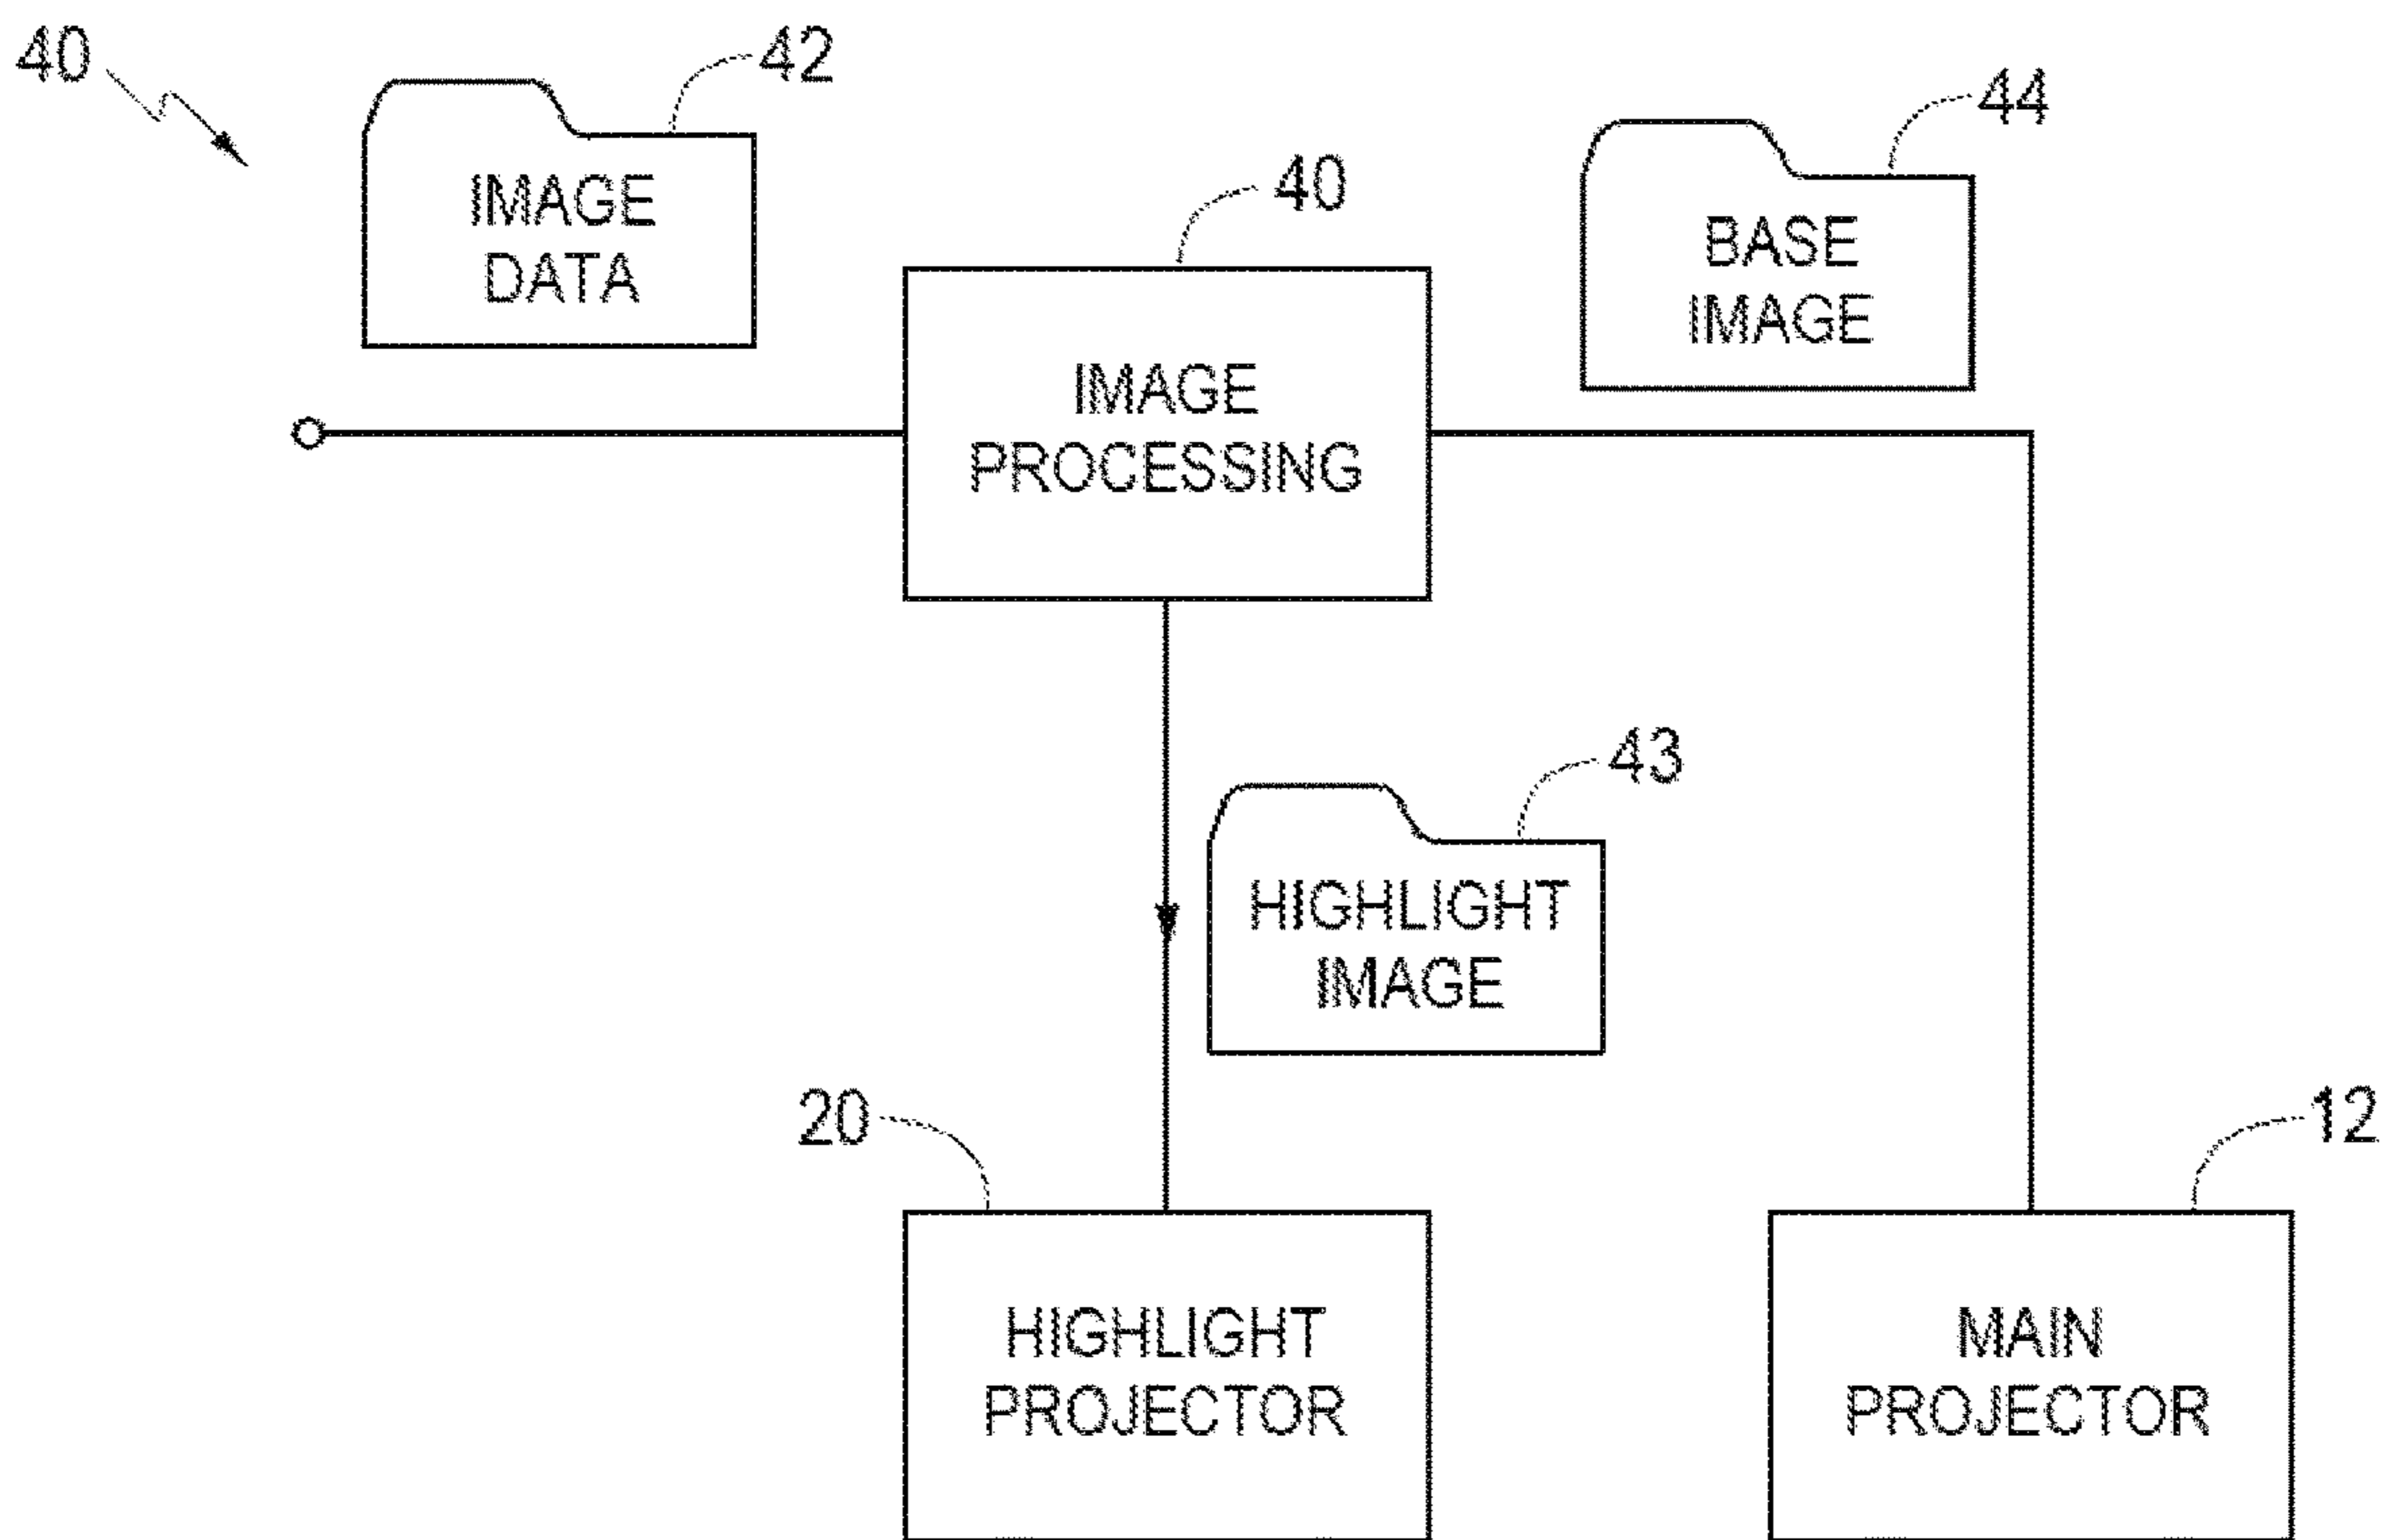 40
42
IMAGE
DATA
40
44
BASE
IMAGE
IMAGE
PROCESSING
43
HIGHLIGHT
IMAGE
20
12
HIGHLIGHT
PROJECTOR
MAIN
PROJECTOR